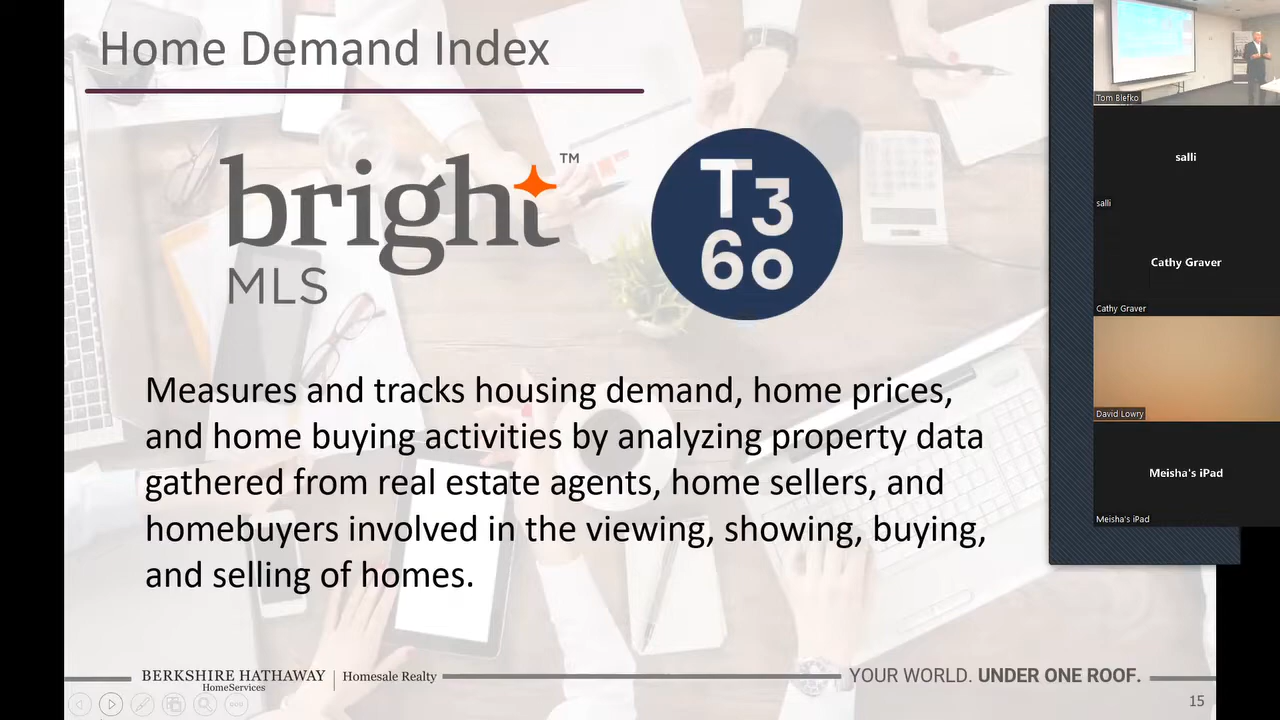 Home Demand Index
bright™
MLS
T3
60
Measures and tracks housing demand, home prices,
and home buying activities by analyzing property data
gathered from real estate agents, home sellers, and
homebuyers involved in the viewing, showing, buying,
and selling of homes.
BERKSHIRE HATHAWAY
HomeServices
Homesale Realty
YOUR WORLD. UNDER ONE ROOF.
15
Tom Blefko
salli
salli
Cathy Graver
Cathy Graver
David Lowry
Meisha's iPad
Meisha's iPad